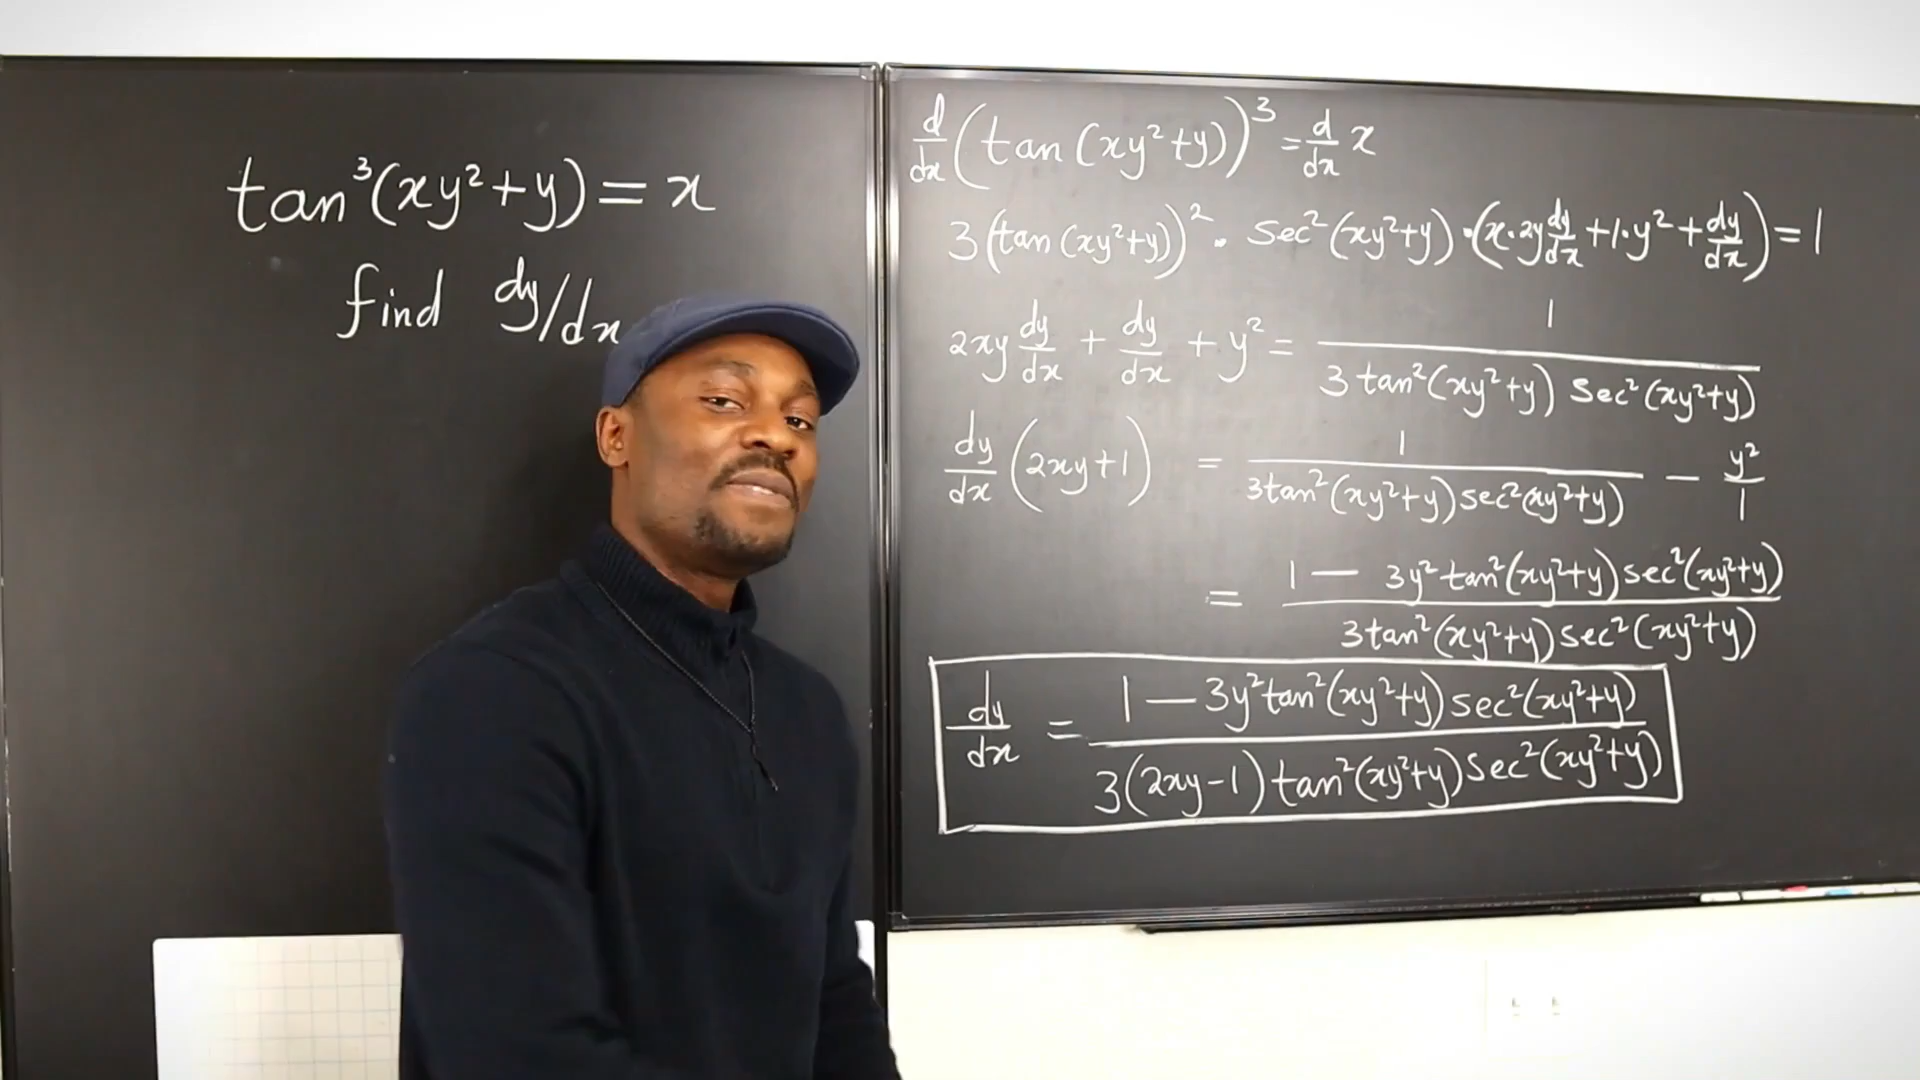 tan³(xy²+y) = x
find dy/dx
d/dx (tan (xy²+y))³ = d/dx x
3(tan (xy²+y))² · sec²(xy²+y) · (x·2y dy/dx + 1·y² + dy/dx) = 1
2xy dy/dx + dy/dx + y² = 1 / 3 tan²(xy²+y) sec²(xy²+y)
dy/dx (2xy+1) = 1 / 3tan²(xy²+y) sec²(xy²+y) − y²/1
= 1 − 3y² tan²(xy²+y) sec²(xy²+y) / 3tan²(xy²+y) sec²(xy²+y)
dy/dx = 1 − 3y² tan²(xy²+y) sec²(xy²+y) / 3(2xy−1) tan²(xy²+y) sec²(xy²+y)